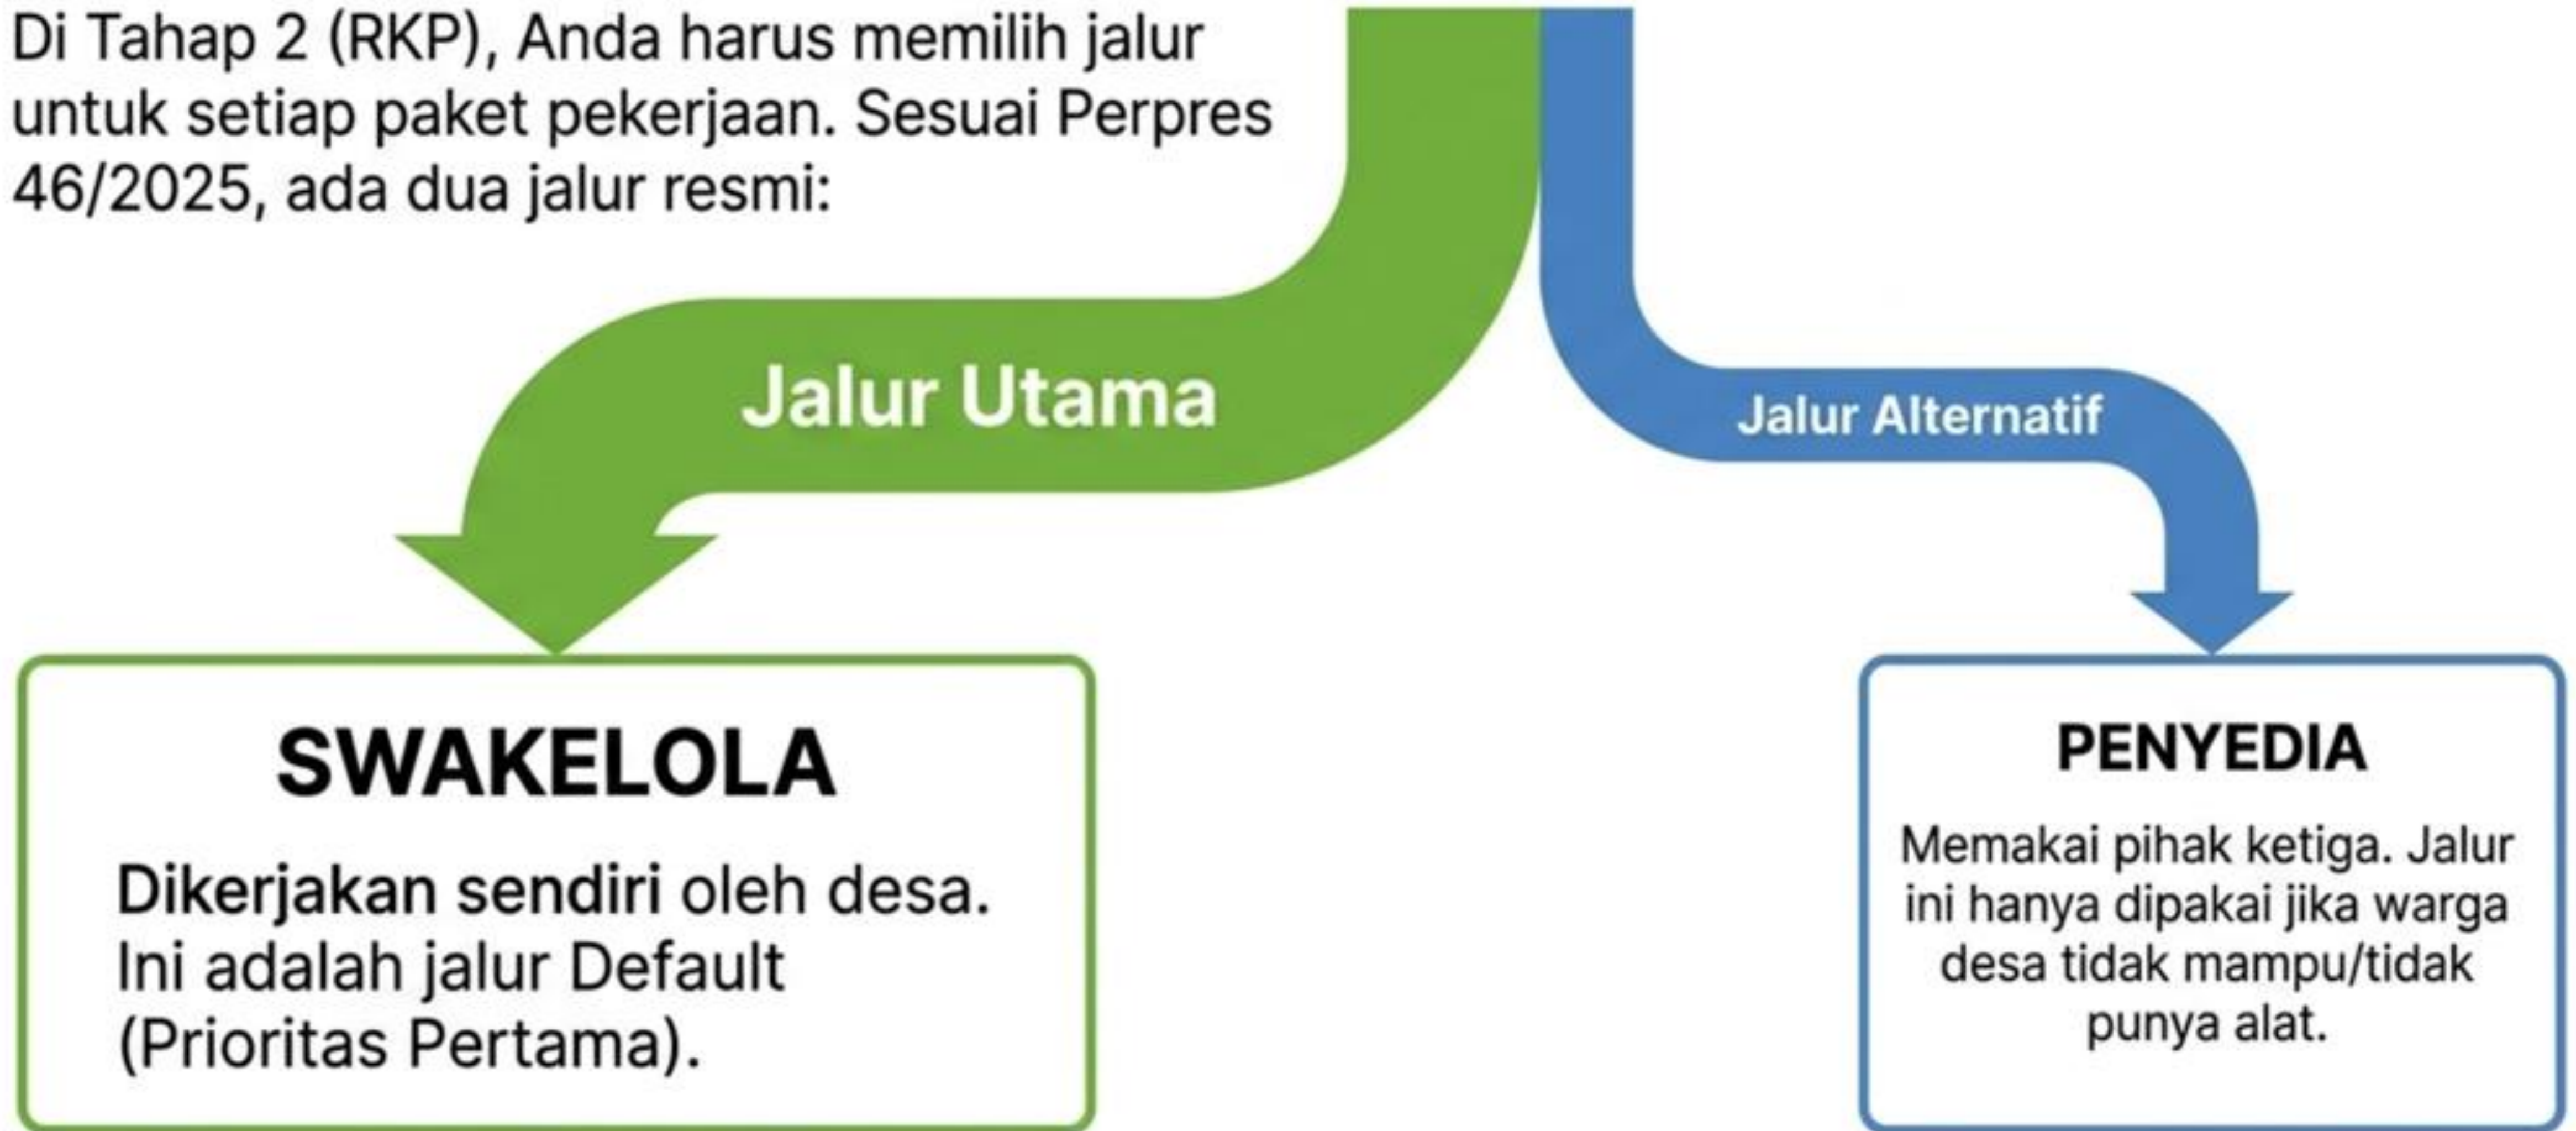 Di Tahap 2 (RKP), Anda harus memilih jalur
untuk setiap paket pekerjaan. Sesuai Perpres
46/2025, ada dua jalur resmi:
Jalur Utama
Jalur Alternatif
SWAKELOLA
Dikerjakan sendiri oleh desa.
Ini adalah jalur Default
(Prioritas Pertama).
PENYEDIA
Memakai pihak ketiga. Jalur
ini hanya dipakai jika warga
desa tidak mampu/tidak
punya alat.